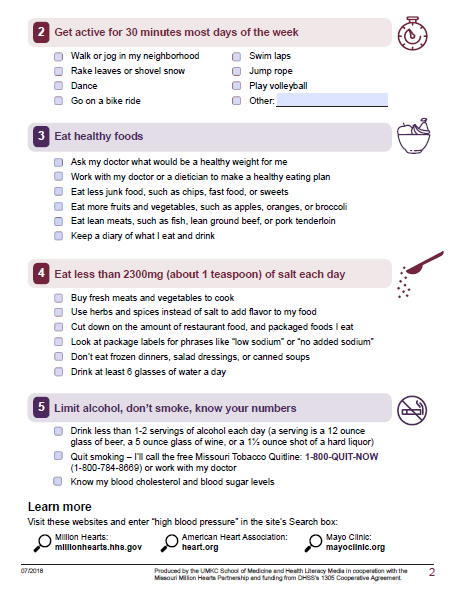 2 Get active for 30 minutes most days of the week
Walk or jog in my neighborhood
Swim laps
Rake leaves or shovel snow
Jump rope
Dance
Play volleyball
Go on a bike ride
Other:
3 Eat healthy foods
Ask my doctor what would be a healthy weight for me
Work with my doctor or a dietician to make a healthy eating plan
Eat less junk food, such as chips, fast food, or sweets
Eat more fruits and vegetables, such as apples, oranges, or broccoli
Eat lean meats, such as fish, lean ground beef, or pork tenderloin
Keep a diary of what I eat and drink
4 Eat less than 2300mg (about 1 teaspoon) of salt each day
Buy fresh meats and vegetables to cook
Use herbs and spices instead of salt to add flavor to my food
Cut down on the amount of restaurant food, and packaged foods I eat
Look at package labels for phrases like "low sodium" or "no added sodium"
Don't eat frozen dinners, salad dressings, or canned soups
Drink at least 6 glasses of water a day
5 Limit alcohol, don't smoke, know your numbers
Drink less than 1-2 servings of alcohol each day (a serving is a 12 ounce
glass of beer, a 5 ounce glass of wine, or a 1½ ounce shot of a hard liquor)
Quit smoking – I'll call the free Missouri Tobacco Quitline: 1-800-QUIT-NOW
(1-800-784-8669) or work with my doctor
Know my blood cholesterol and blood sugar levels
Learn more
Visit these websites and enter "high blood pressure" in the site's Search box:
Million Hearts:
millionhearts.hhs.gov
American Heart Association:
heart.org
Mayo Clinic:
mayoclinic.org
07/2018
Produced by the UMKC School of Medicine and Health Literacy Media in cooperation with the
Missouri Million Hearts Partnership and funding from DHSS's 1305 Cooperative Agreement.
2